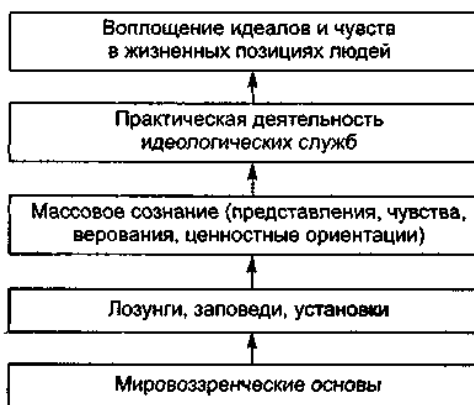 Воплощение идеалов и чувств
в жизненных позициях людей
Практическая деятельность
идеологических служб
Массовое сознание (представления, чувства,
верования, ценностные ориентации)
Лозунги, заповеди, установки
Мировоззренческие основы